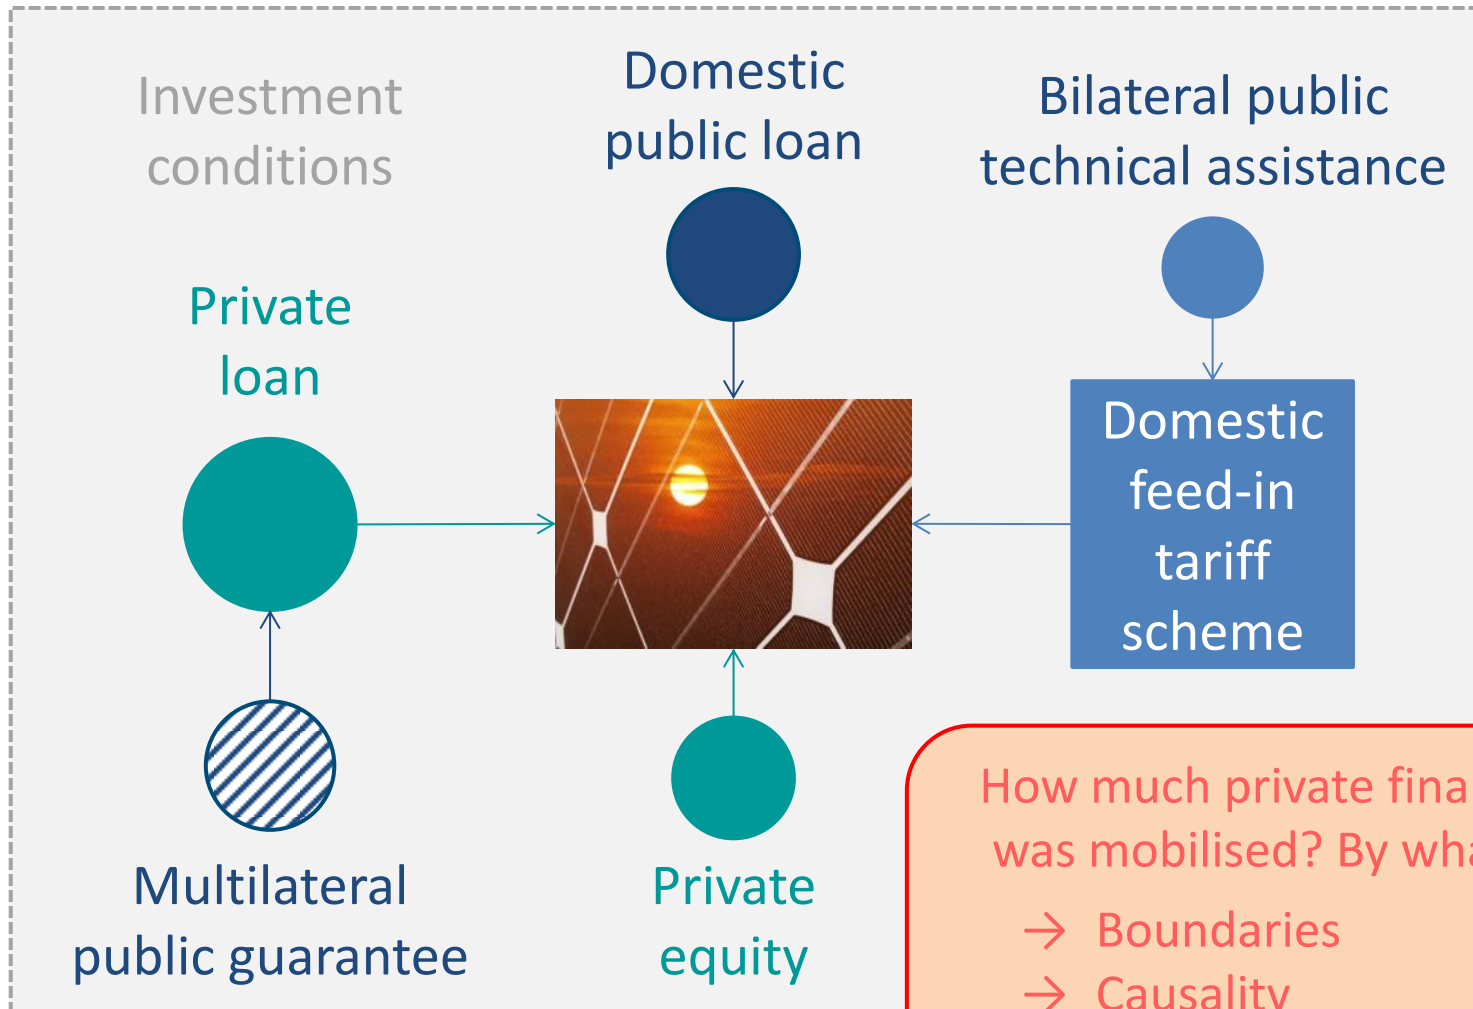 Investment
conditions
Domestic
public loan
Bilateral public
technical assistance
Private
loan
Domestic
feed-in
tariff
scheme
Multilateral
public guarantee
Private
equity
How much private fina
was mobilised? By wha
→ Boundaries
→ Causality